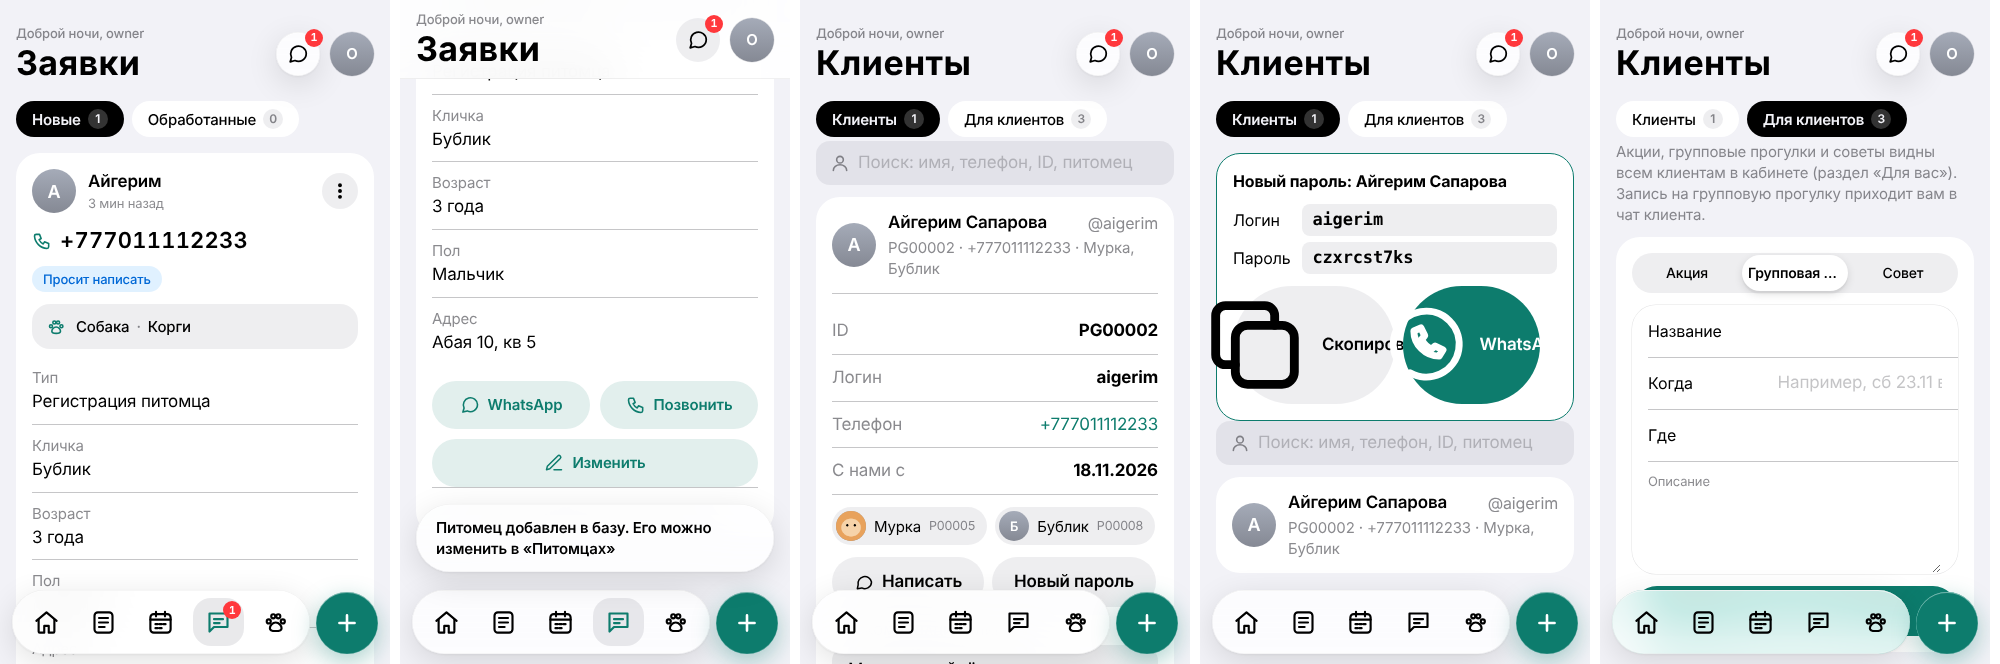 Доброй ночи, owner
Заявки
1
O
Новые 1
Обработанные 0
А
Айгерим
3 мин назад
+777011112233
Просит написать
Собака · Корги
Тип
Регистрация питомца
Кличка
Бублик
Возраст
3 года
Пол
1
Доброй ночи, owner
Заявки
1
O
Кличка
Бублик
Возраст
3 года
Пол
Мальчик
Адрес
Абая 10, кв 5
WhatsApp
Позвонить
Изменить
Питомец добавлен в базу. Его можно
изменить в «Питомцах»
Доброй ночи, owner
Клиенты
1
O
Клиенты 1
Для клиентов 3
Поиск: имя, телефон, ID, питомец
А
Айгерим Сапарова
@aigerim
PG00002 · +777011112233 · Мурка,
Бублик
ID
PG00002
Логин
aigerim
Телефон
+777011112233
С нами с
18.11.2026
Мурка P00005
Б
Бублик P00008
Написать
Новый пароль
Доброй ночи, owner
Клиенты
1
O
Клиенты 1
Для клиентов 3
Новый пароль: Айгерим Сапарова
Логин
aigerim
Пароль
czxrcst7ks
Скопиров
WhatsA
Поиск: имя, телефон, ID, питомец
А
Айгерим Сапарова
@aigerim
PG00002 · +777011112233 · Мурка,
Бублик
Доброй ночи, owner
Клиенты
1
O
Клиенты 1
Для клиентов 3
Акции, групповые прогулки и советы видны
всем клиентам в кабинете (раздел «Для вас»).
Запись на групповую прогулку приходит вам в
чат клиента.
Акция
Групповая ...
Совет
Название
Когда
Например, сб 23.11 в
Где
Описание